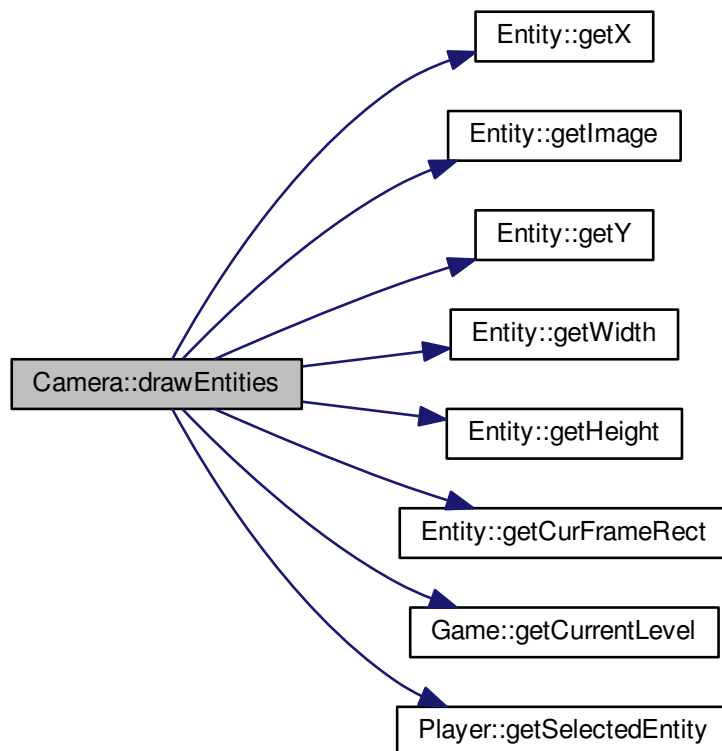 Entity::getX
Entity::getImage
Entity::getY
Entity::getWidth
Camera::drawEntities
Entity::getHeight
Entity::getCurFrameRect
Game::getCurrentLevel
Player::getSelectedEntity